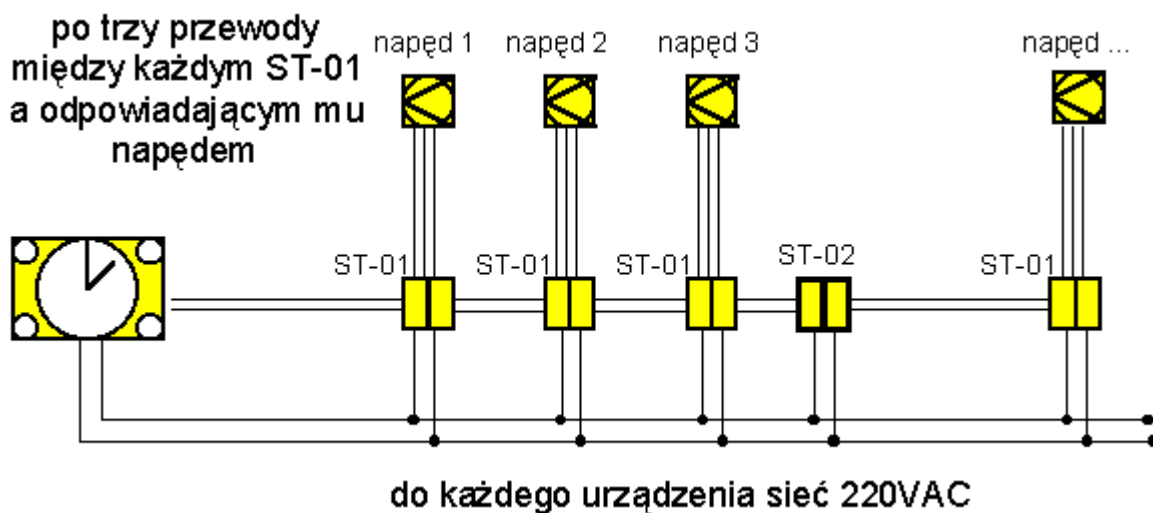 po trzy przewody
między każdym ST-01
a odpowiadającym mu
napędem
napęd 1
napęd 2
napęd 3
napęd ...
ST-01
ST-01
ST-01
ST-02
ST-01
do każdego urządzenia sieć 220VAC